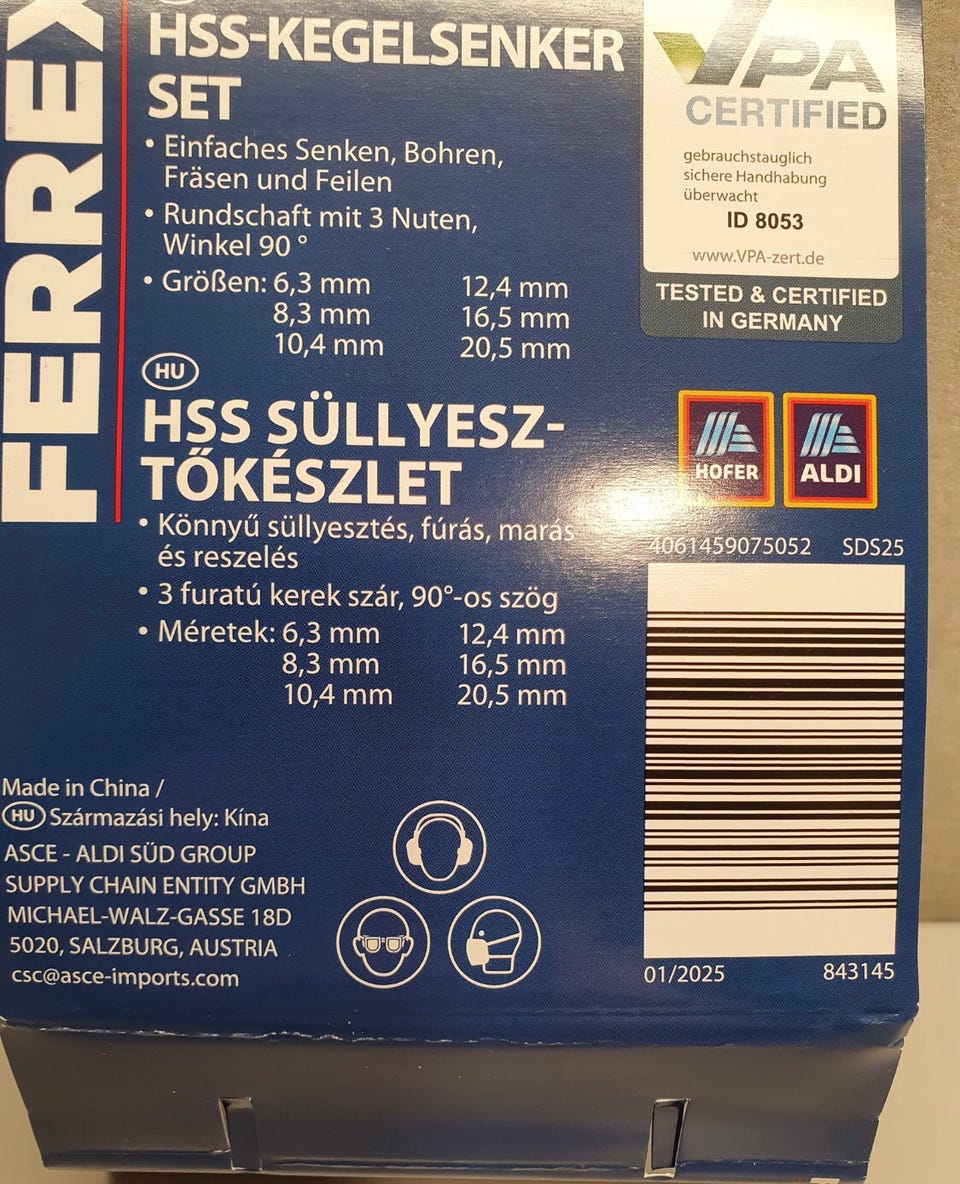 FERREX
HSS-KEGELSENKER
SET
• Einfaches Senken, Bohren,
Fräsen und Feilen
• Rundschaft mit 3 Nuten,
Winkel 90 °
• Größen: 6,3 mm 12,4 mm
8,3 mm 16,5 mm
10,4 mm 20,5 mm
HU
HSS SÜLLYESZ-
TŐKÉSZLET
• Könnyű süllyesztés, fúrás, marás
és reszelés
• 3 furatú kerek szár, 90°-os szög
• Méretek: 6,3 mm 12,4 mm
8,3 mm 16,5 mm
10,4 mm 20,5 mm
Made in China /
HU Származási hely: Kína
ASCE - ALDI SÜD GROUP
SUPPLY CHAIN ENTITY GMBH
MICHAEL-WALZ-GASSE 18D
5020, SALZBURG, AUSTRIA
csc@asce-imports.com
VPA
CERTIFIED
gebrauchstauglich
sichere Handhabung
überwacht
ID 8053
www.VPA-zert.de
TESTED & CERTIFIED
IN GERMANY
HOFER ALDI
4061459075052 SDS25
01/2025 843145